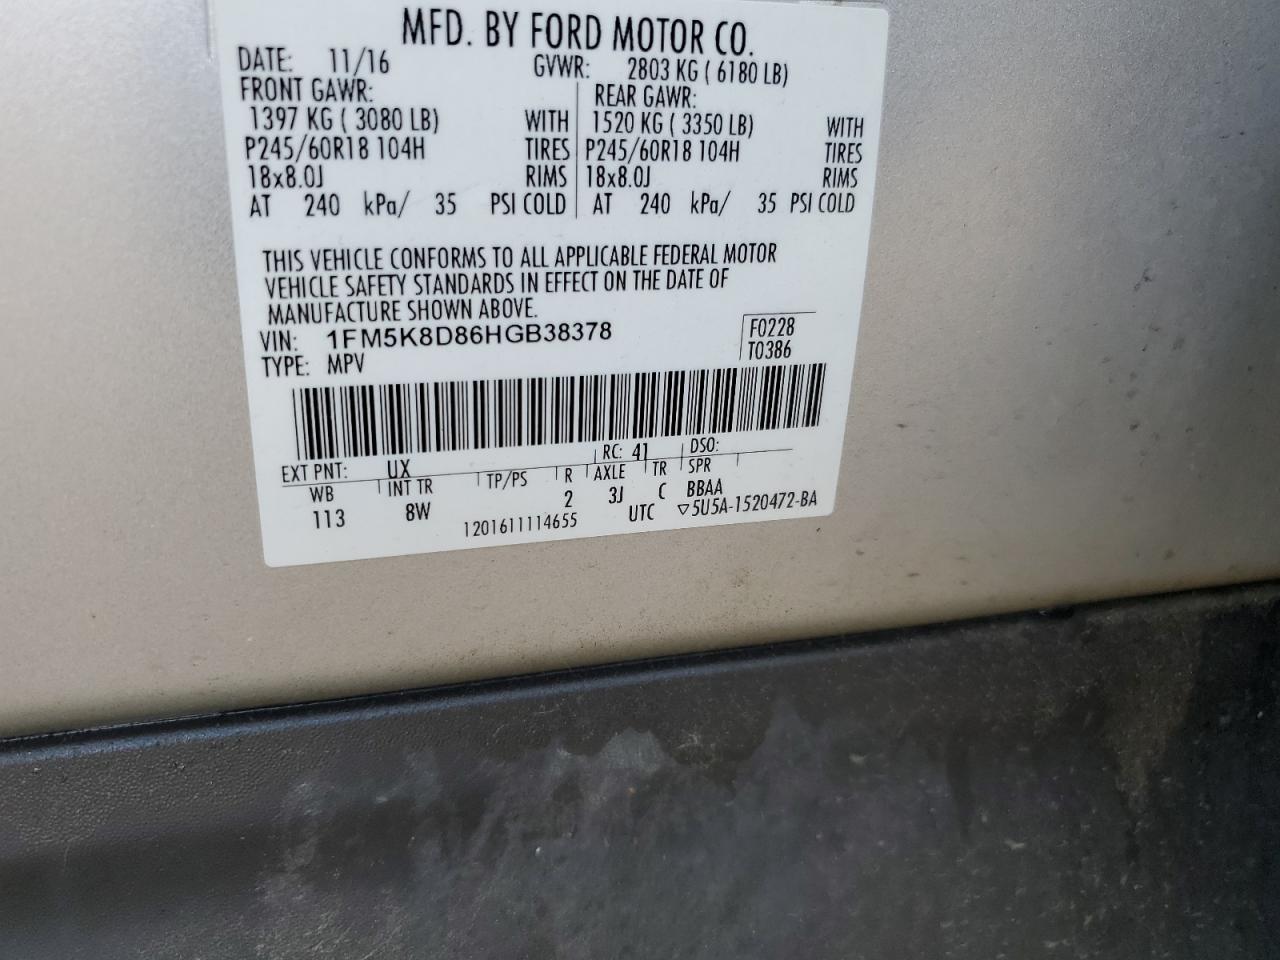 MFD. BY FORD MOTOR CO.
DATE: 11/16 GVWR: 2803 KG ( 6180 LB)
FRONT GAWR: REAR GAWR:
1397 KG ( 3080 LB) WITH 1520 KG ( 3350 LB) WITH
P245/60R18 104H TIRES P245/60R18 104H TIRES
18x8.0J RIMS 18x8.0J RIMS
AT 240 kPa/ 35 PSI COLD AT 240 kPa/ 35 PSI COLD
THIS VEHICLE CONFORMS TO ALL APPLICABLE FEDERAL MOTOR
VEHICLE SAFETY STANDARDS IN EFFECT ON THE DATE OF
MANUFACTURE SHOWN ABOVE.
VIN: 1FM5K8D86HGB38378 F0228
TYPE: MPV T0386
EXT PNT: UX RC: 41 DSO:
WB INT TR TP/PS R AXLE TR SPR
113 8W 2 3J C BBAA
1201611114655 UTC ▽5U5A-1520472-BA